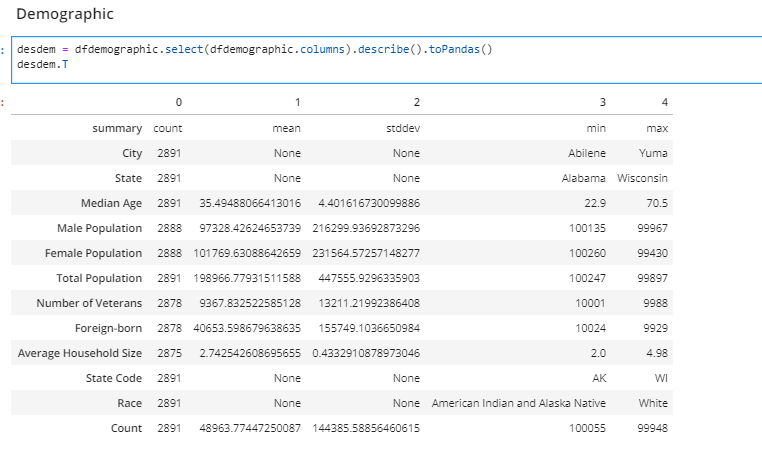 Demographic
: desdem = dfdemographic.select(dfdemographic.columns).describe().toPandas()
desdem.T
: 0 1 2 3 4
summary count mean stddev min max
City 2891 None None Abilene Yuma
State 2891 None None Alabama Wisconsin
Median Age 2891 35.49488066413016 4.401616730099886 22.9 70.5
Male Population 2888 97328.42624653739 216299.93692873296 100135 99967
Female Population 2888 101769.63088642659 231564.57257148277 100260 99430
Total Population 2891 198966.77931511588 447555.9296335903 100247 99897
Number of Veterans 2878 9367.832522585128 13211.21992386408 10001 9988
Foreign-born 2878 40653.598679638635 155749.1036650984 10024 9929
Average Household Size 2875 2.742542608695655 0.4332910878973046 2.0 4.98
State Code 2891 None None AK WI
Race 2891 None None American Indian and Alaska Native White
Count 2891 48963.77447250087 144385.58856460615 100055 99948